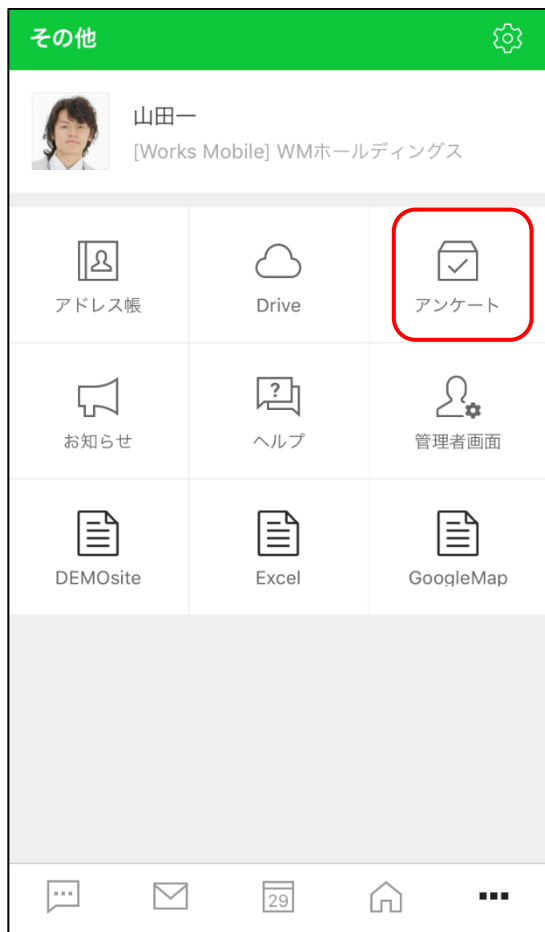 その他
山田一
[Works Mobile] WMホールディングス
アドレス帳
Drive
アンケート
お知らせ
?
ヘルプ
管理者画面
DEMOsite
Excel
GoogleMap
29